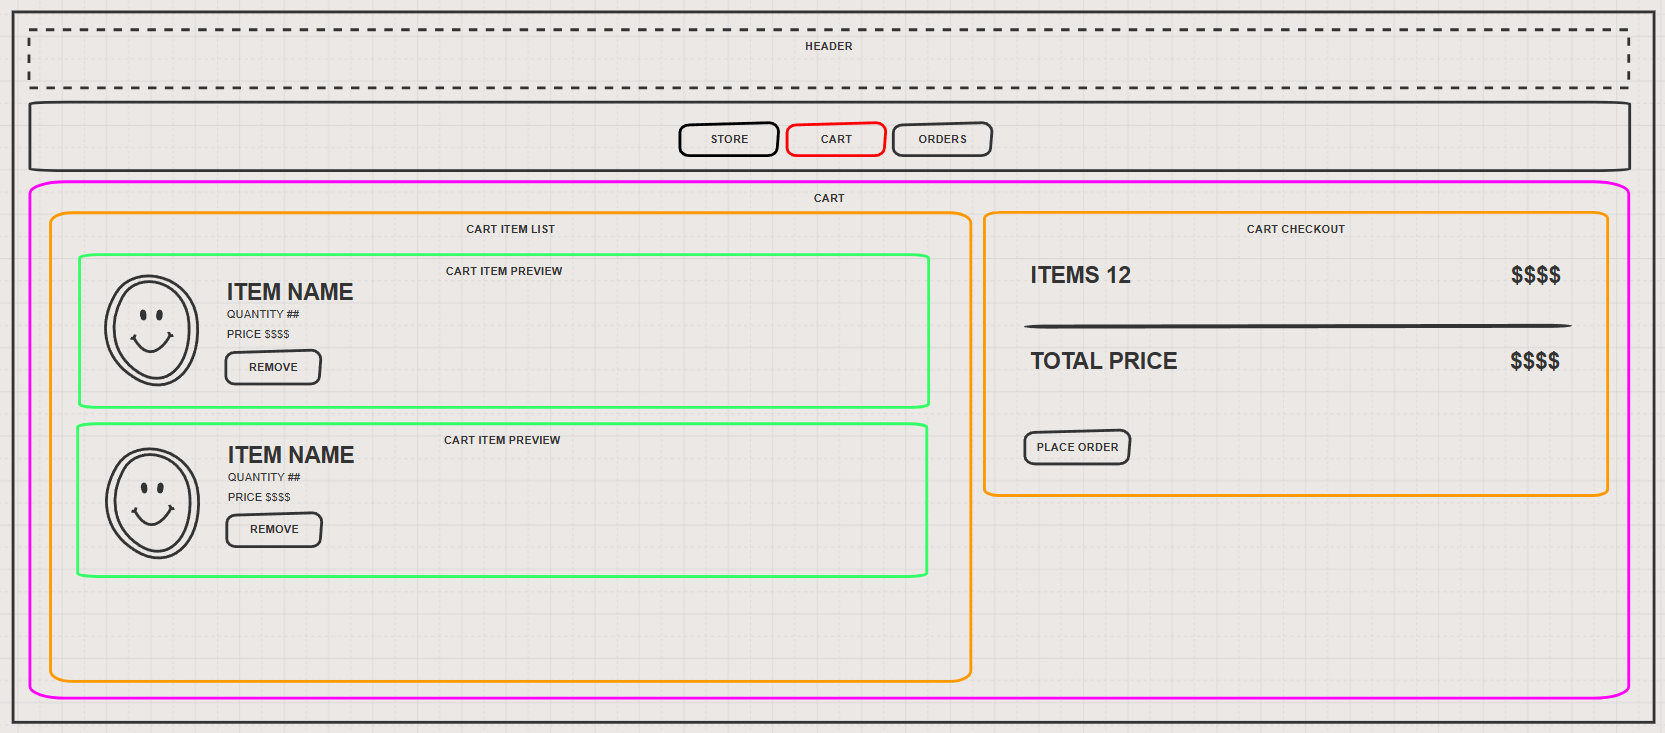 HEADER
STORE
CART
ORDERS
CART
CART ITEM LIST
CART ITEM PREVIEW
ITEM NAME
QUANTITY ##
PRICE $$$$
REMOVE
CART ITEM PREVIEW
ITEM NAME
QUANTITY ##
PRICE $$$$
REMOVE
CART CHECKOUT
ITEMS 12 $$$$
TOTAL PRICE $$$$
PLACE ORDER